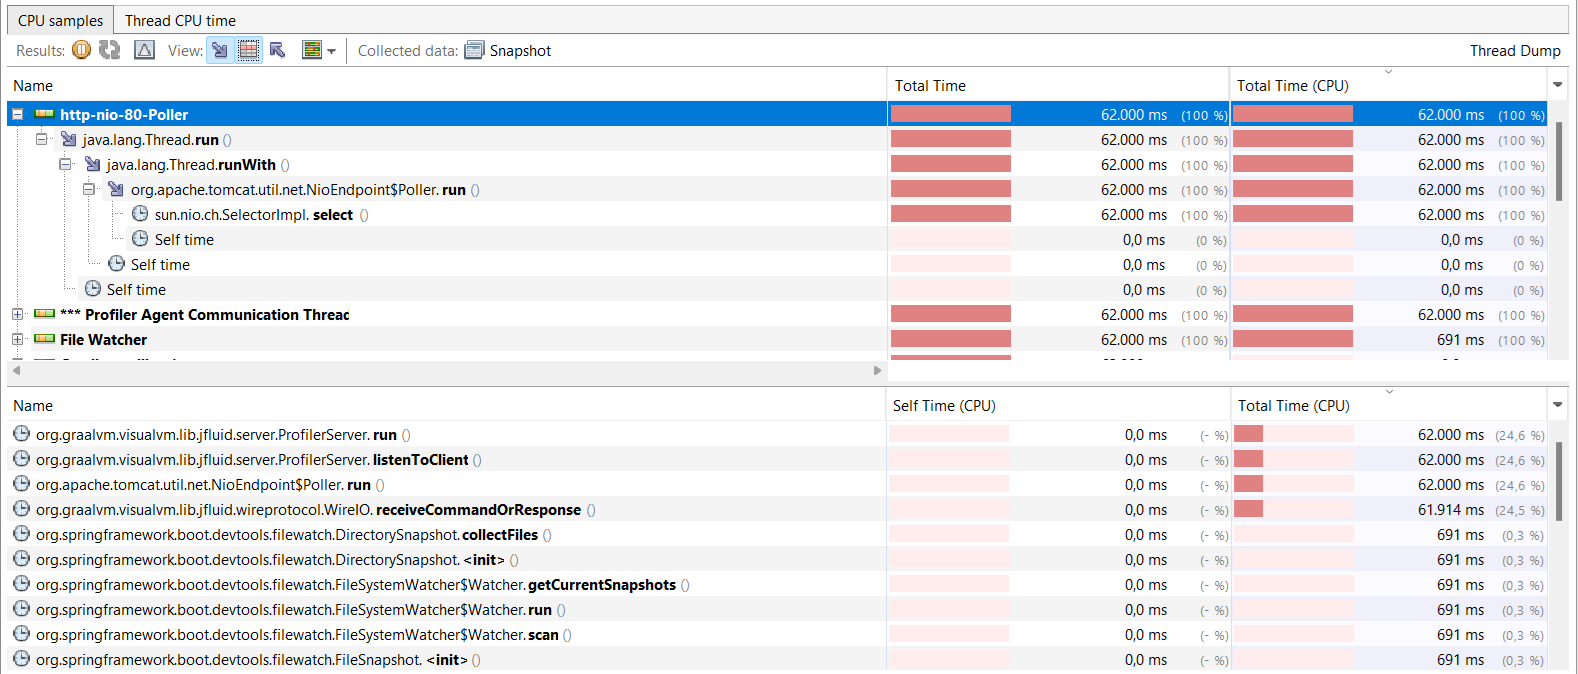 CPU samples Thread CPU time
Results: View: Collected data: Snapshot Thread Dump
Name Total Time Total Time (CPU)
http-nio-80-Poller 62.000 ms (100 %) 62.000 ms (100 %)
java.lang.Thread.run () 62.000 ms (100 %) 62.000 ms (100 %)
java.lang.Thread.runWith () 62.000 ms (100 %) 62.000 ms (100 %)
org.apache.tomcat.util.net.NioEndpoint$Poller.run () 62.000 ms (100 %) 62.000 ms (100 %)
sun.nio.ch.SelectorImpl.select () 62.000 ms (100 %) 62.000 ms (100 %)
Self time 0,0 ms (0 %) 0,0 ms (0 %)
Self time 0,0 ms (0 %) 0,0 ms (0 %)
Self time 0,0 ms (0 %) 0,0 ms (0 %)
*** Profiler Agent Communication Thread 62.000 ms (100 %) 62.000 ms (100 %)
File Watcher 62.000 ms (100 %) 691 ms (100 %)
Name Self Time (CPU) Total Time (CPU)
org.graalvm.visualvm.lib.jfluid.server.ProfilerServer.run () 0,0 ms (- %) 62.000 ms (24,6 %)
org.graalvm.visualvm.lib.jfluid.server.ProfilerServer.listenToClient () 0,0 ms (- %) 62.000 ms (24,6 %)
org.apache.tomcat.util.net.NioEndpoint$Poller.run () 0,0 ms (- %) 62.000 ms (24,6 %)
org.graalvm.visualvm.lib.jfluid.wireprotocol.WireIO.receiveCommandOrResponse () 0,0 ms (- %) 61.914 ms (24,5 %)
org.springframework.boot.devtools.filewatch.DirectorySnapshot.collectFiles () 0,0 ms (- %) 691 ms (0,3 %)
org.springframework.boot.devtools.filewatch.DirectorySnapshot.<init> () 0,0 ms (- %) 691 ms (0,3 %)
org.springframework.boot.devtools.filewatch.FileSystemWatcher$Watcher.getCurrentSnapshots () 0,0 ms (- %) 691 ms (0,3 %)
org.springframework.boot.devtools.filewatch.FileSystemWatcher$Watcher.run () 0,0 ms (- %) 691 ms (0,3 %)
org.springframework.boot.devtools.filewatch.FileSystemWatcher$Watcher.scan () 0,0 ms (- %) 691 ms (0,3 %)
org.springframework.boot.devtools.filewatch.FileSnapshot.<init> () 0,0 ms (- %) 691 ms (0,3 %)